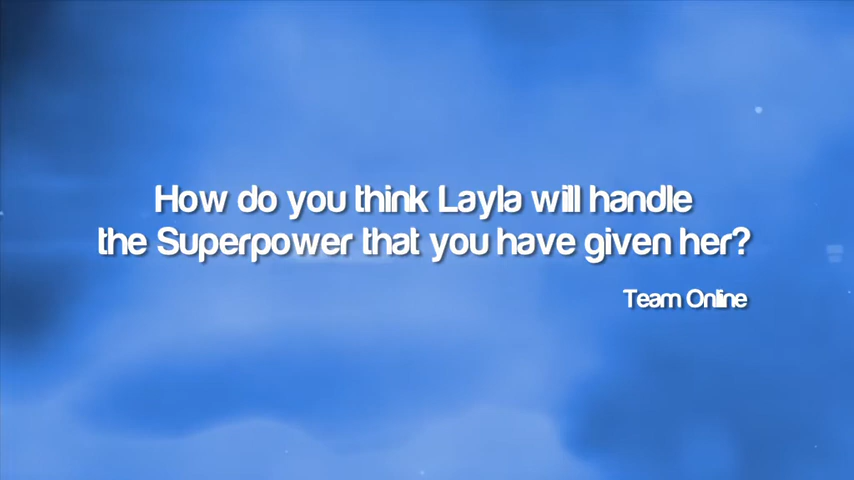 How do you think Layla will handle
the Superpower that you have given her?
Team Online